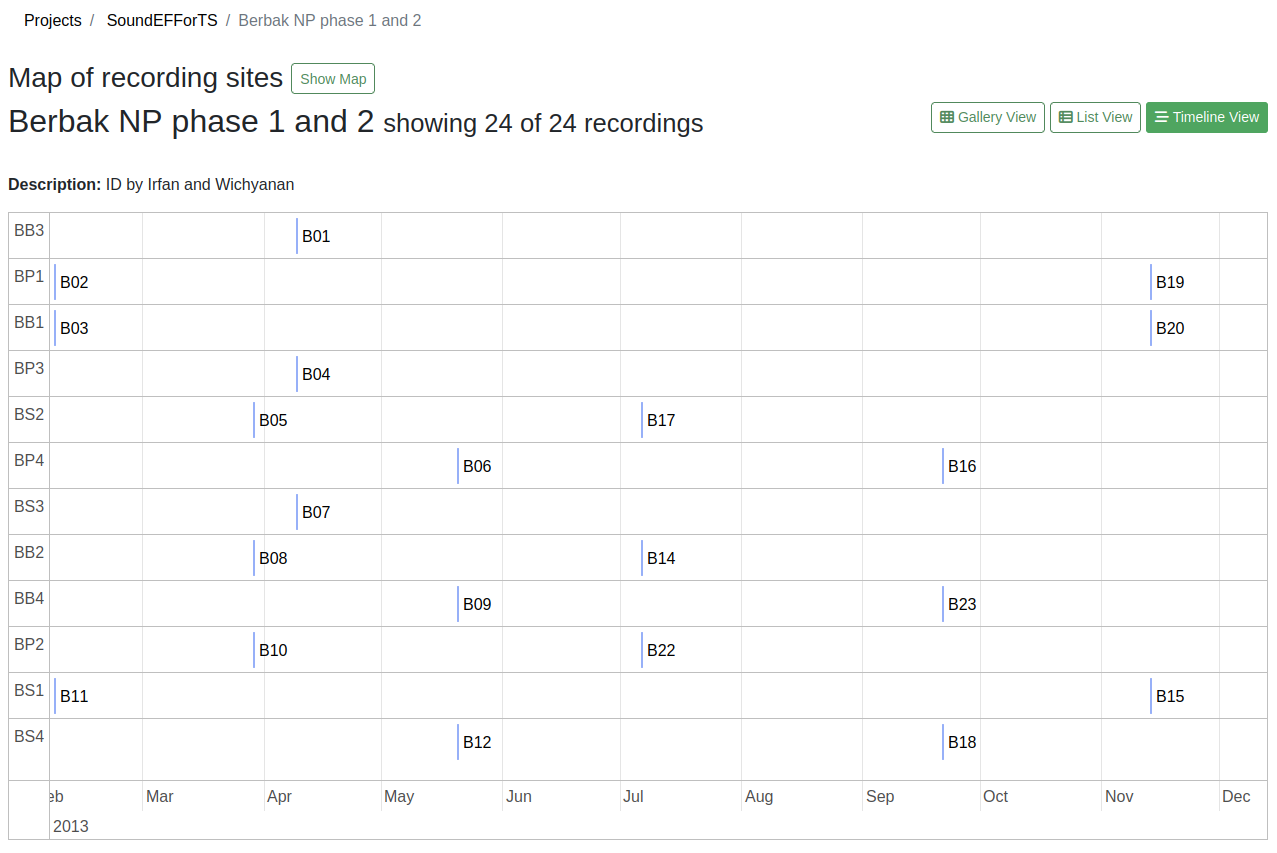 Projects / SoundEFForTS / Berbak NP phase 1 and 2
Map of recording sites Show Map
Berbak NP phase 1 and 2 showing 24 of 24 recordings
Gallery View List View Timeline View
Description: ID by Irfan and Wichyanan
BB3 B01
BP1 B02 B19
BB1 B03 B20
BP3 B04
BS2 B05 B17
BP4 B06 B16
BS3 B07
BB2 B08 B14
BB4 B09 B23
BP2 B10 B22
BS1 B11 B15
BS4 B12 B18
eb Mar Apr May Jun Jul Aug Sep Oct Nov Dec
2013